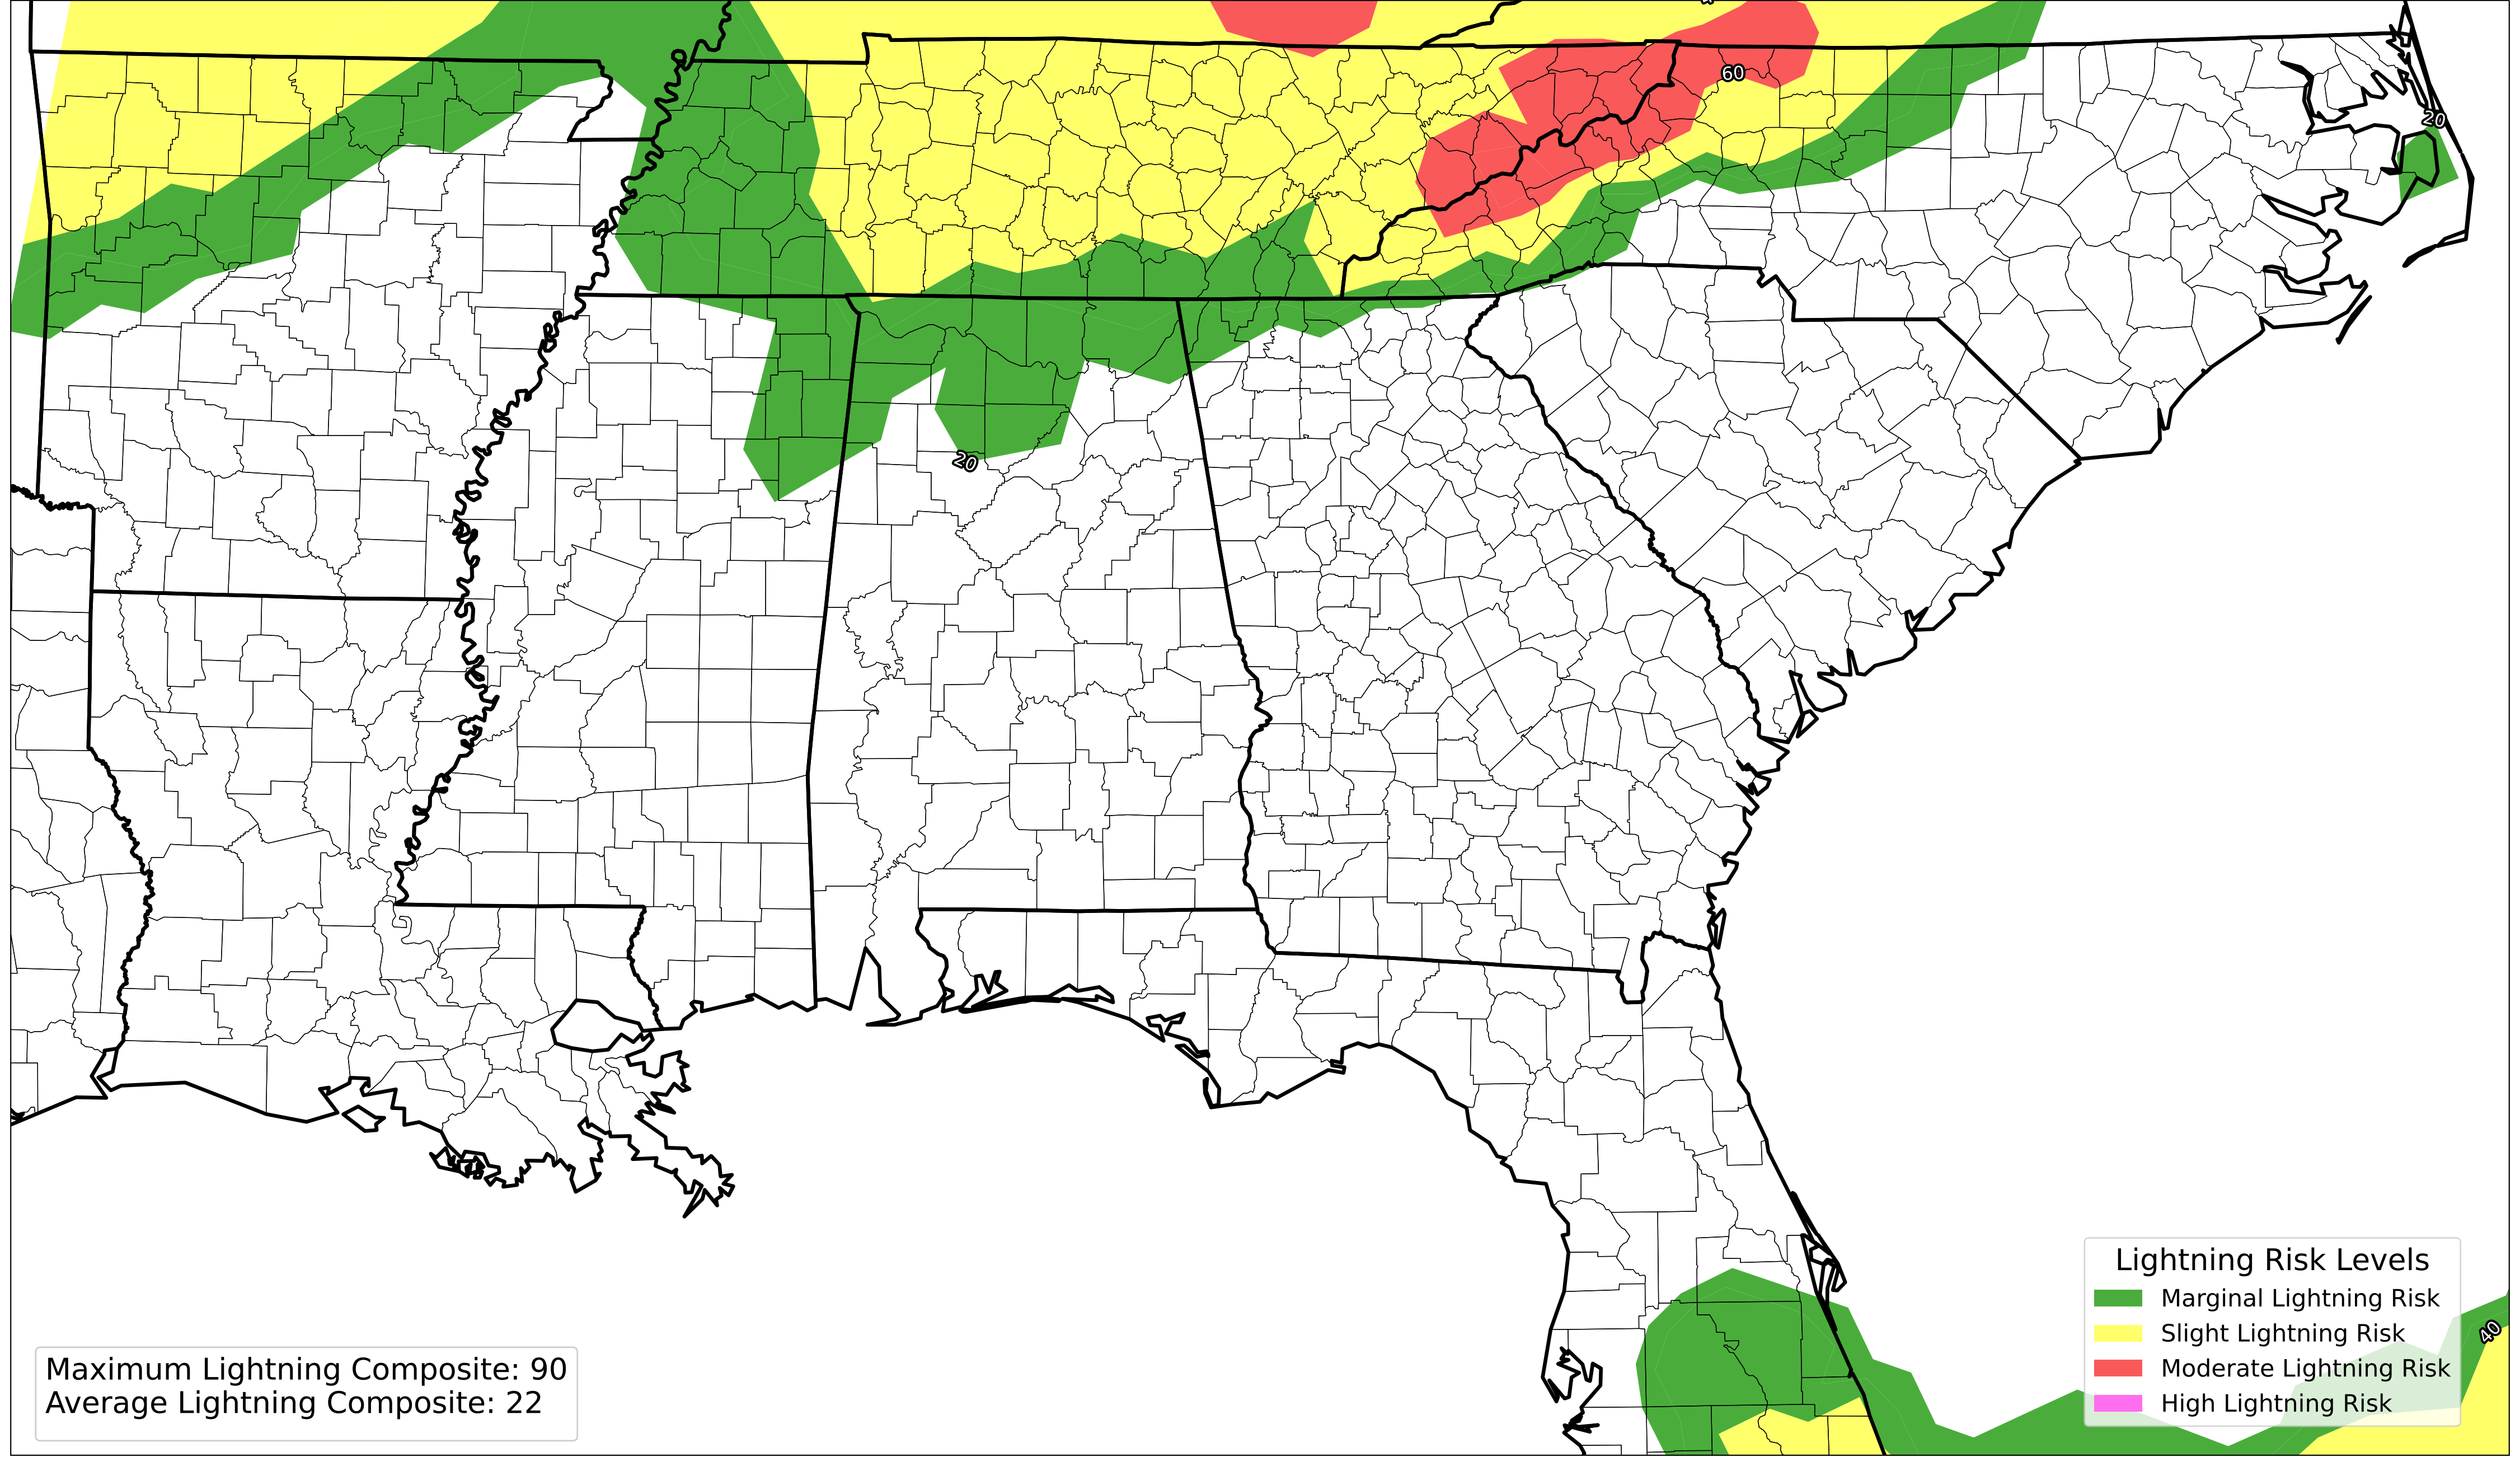 60
20
20
40
Lightning Risk Levels
Marginal Lightning Risk
Slight Lightning Risk
Moderate Lightning Risk
High Lightning Risk
Maximum Lightning Composite: 90
Average Lightning Composite: 22